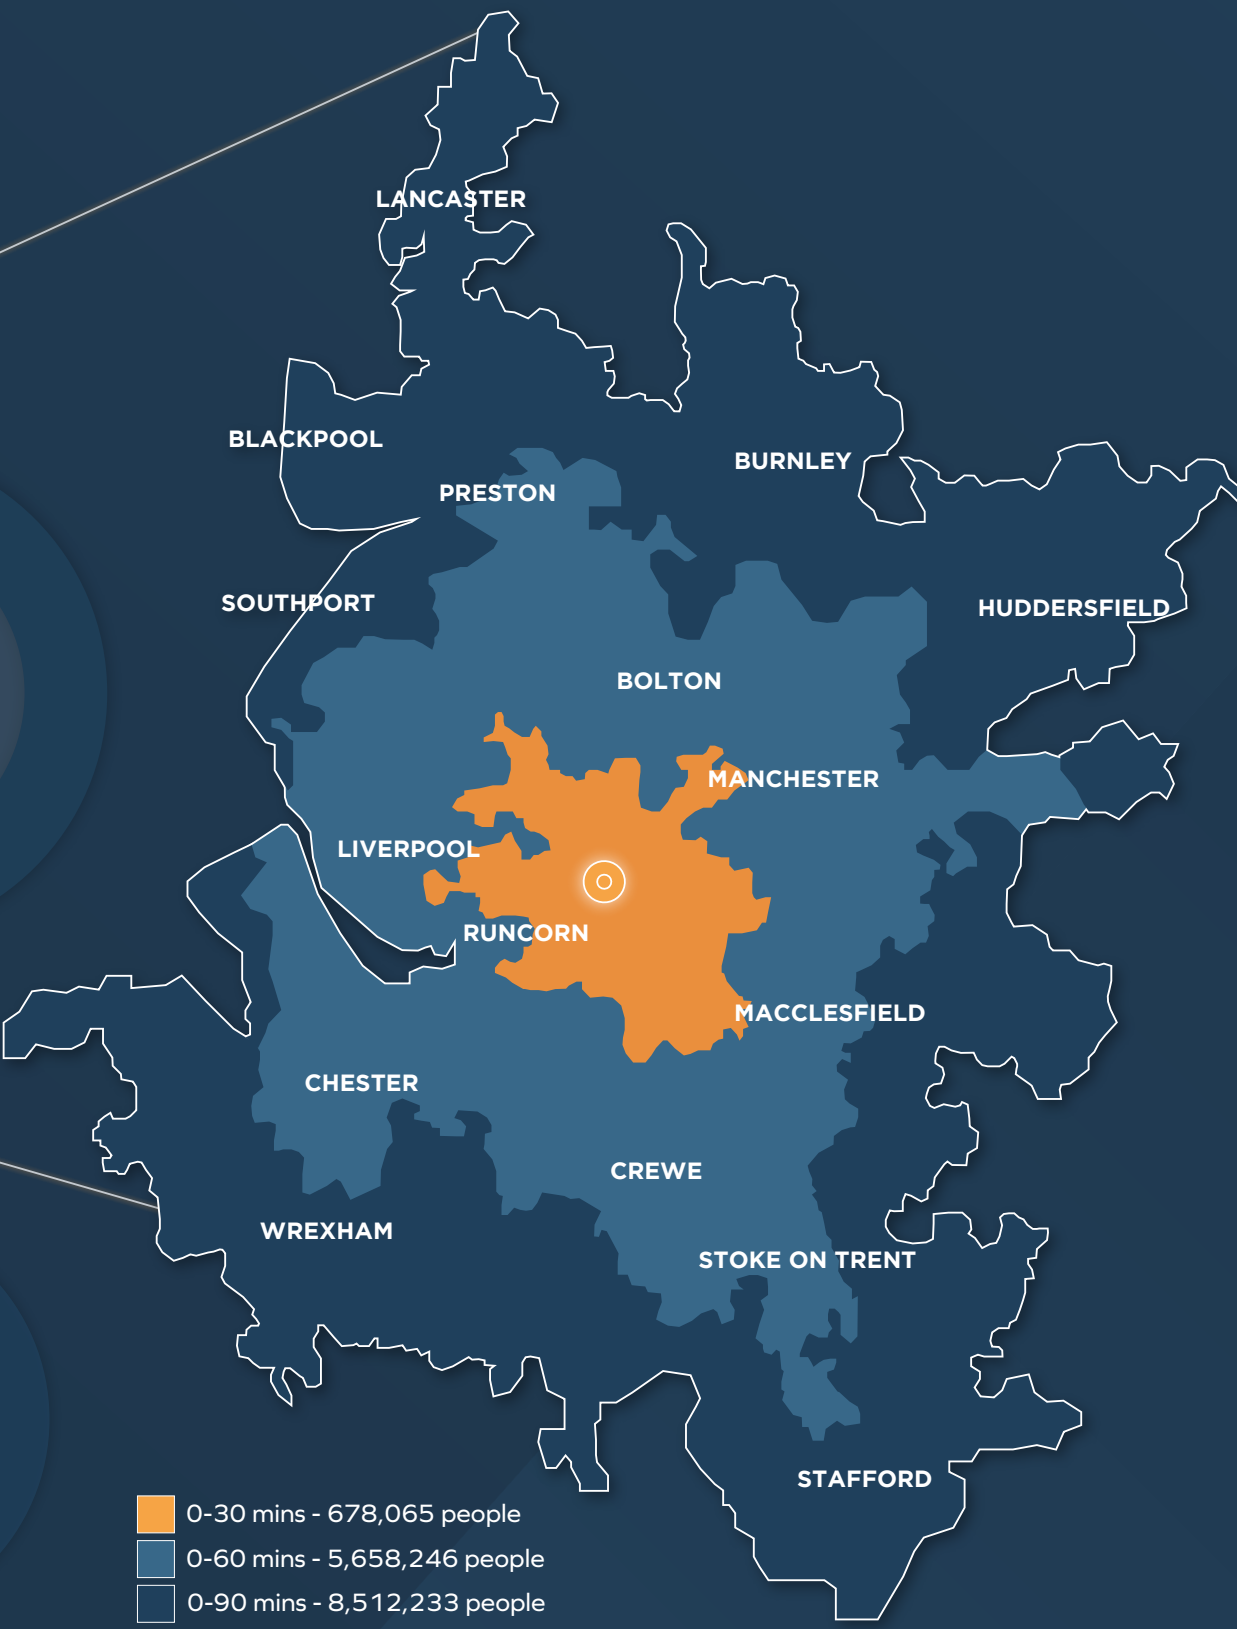 LANCASTER
BLACKPOOL
BURNLEY
PRESTON
SOUTHPORT
HUDDERSFIELD
BOLTON
MANCHESTER
LIVERPOOL
RUNCORN
MACCLESFIELD
CHESTER
CREWE
WREXHAM
STOKE ON TRENT
STAFFORD
0-30 mins - 678,065 people
0-60 mins - 5,658,246 people
0-90 mins - 8,512,233 people